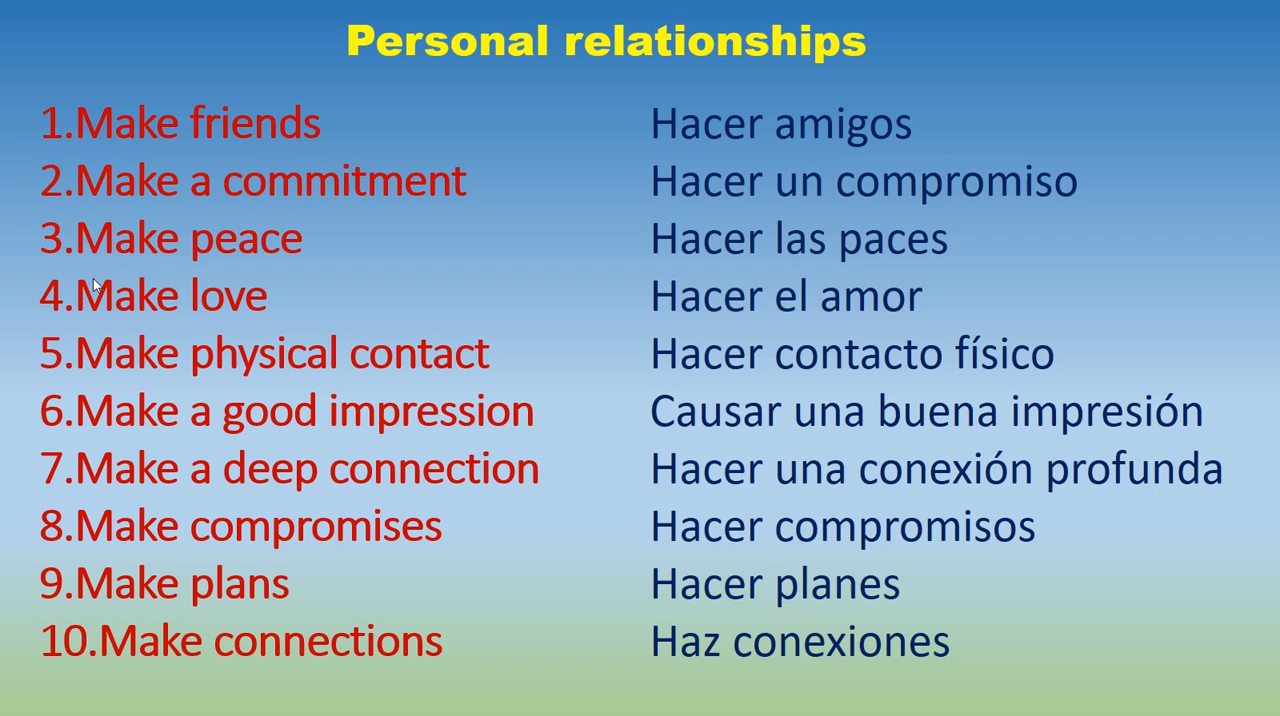 Personal relationships
1.Make friends Hacer amigos
2.Make a commitment Hacer un compromiso
3.Make peace Hacer las paces
4.Make love Hacer el amor
5.Make physical contact Hacer contacto físico
6.Make a good impression Causar una buena impresión
7.Make a deep connection Hacer una conexión profunda
8.Make compromises Hacer compromisos
9.Make plans Hacer planes
10.Make connections Haz conexiones